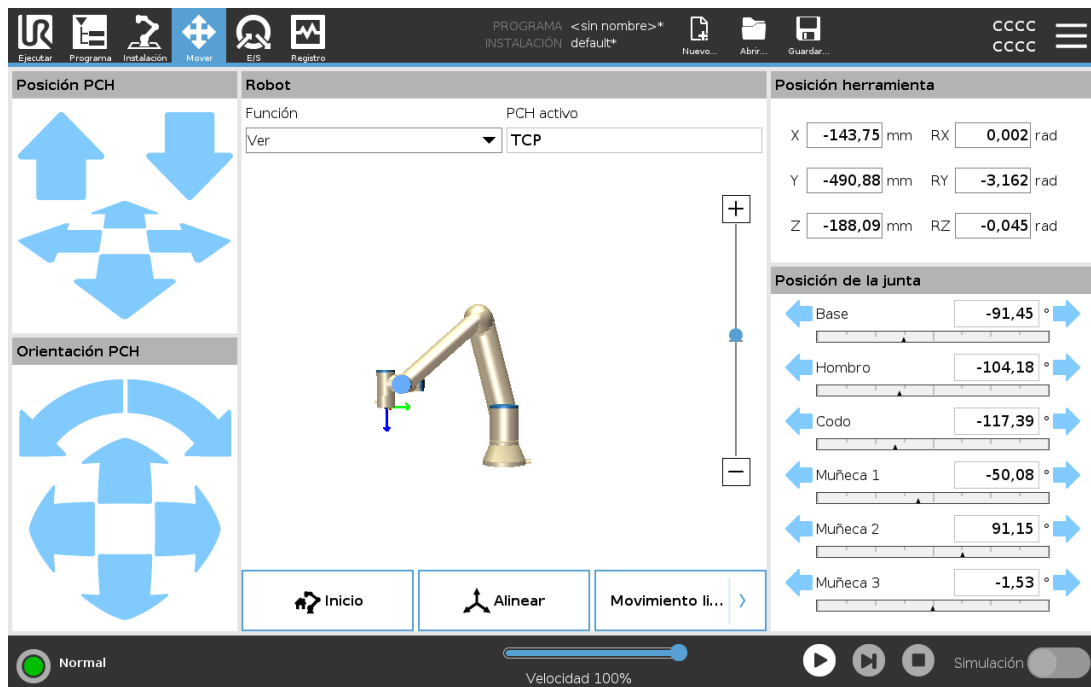 PROGRAMA <sin nombre>*
INSTALACIÓN default*
CCCC
CCCC
UR
Ejecutar Programa Instalación Mover E/S Registro
Nuevo... Abrir... Guardar...
Posición PCH
Orientación PCH
Robot
Función PCH activo
Ver TCP
+
−
Inicio Alinear Movimiento li...
Posición herramienta
X -143,75 mm RX 0,002 rad
Y -490,88 mm RY -3,162 rad
Z -188,09 mm RZ -0,045 rad
Posición de la junta
Base -91,45 °
Hombro -104,18 °
Codo -117,39 °
Muñeca 1 -50,08 °
Muñeca 2 91,15 °
Muñeca 3 -1,53 °
Normal
Velocidad 100%
Simulación